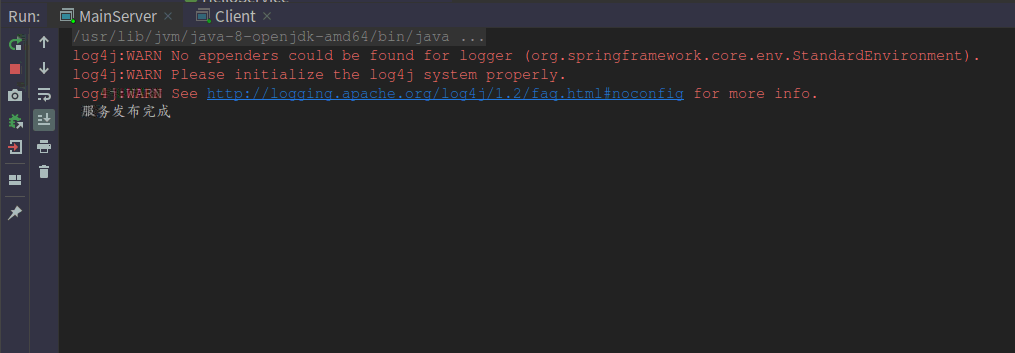 Run: MainServer × Client ×
/usr/lib/jvm/java-8-openjdk-amd64/bin/java ...
log4j:WARN No appenders could be found for logger (org.springframework.core.env.StandardEnvironment).
log4j:WARN Please initialize the log4j system properly.
log4j:WARN See http://logging.apache.org/log4j/1.2/faq.html#noconfig for more info.
服务发布完成